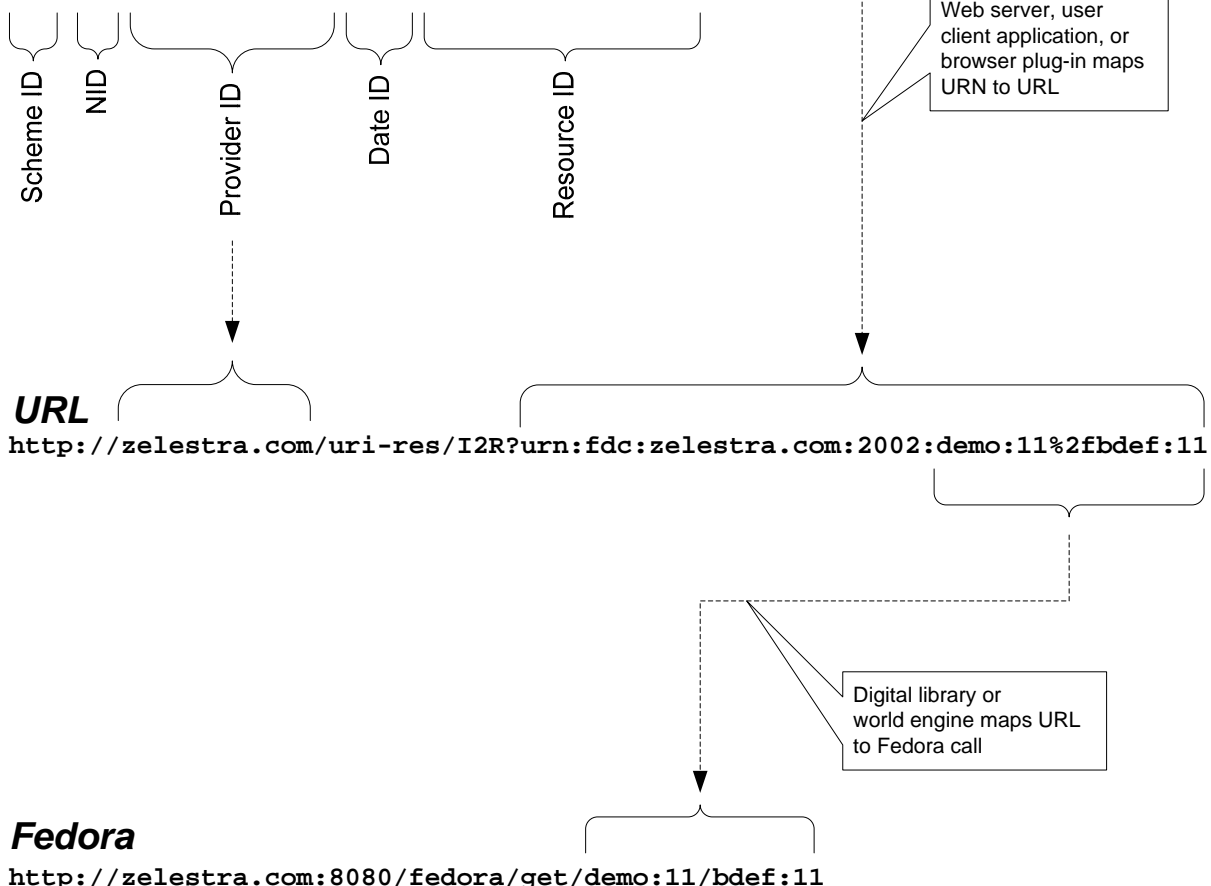 Web server, user
client application, or
browser plug-in maps
URN to URL
Scheme ID
NID
Provider ID
Date ID
Resource ID
URL
http://zelestra.com/uri-res/I2R?urn:fdc:zelestra.com:2002:demo:11%2fbdef:11
Digital library or
world engine maps URL
to Fedora call
Fedora
http://zelestra.com:8080/fedora/get/demo:11/bdef:11